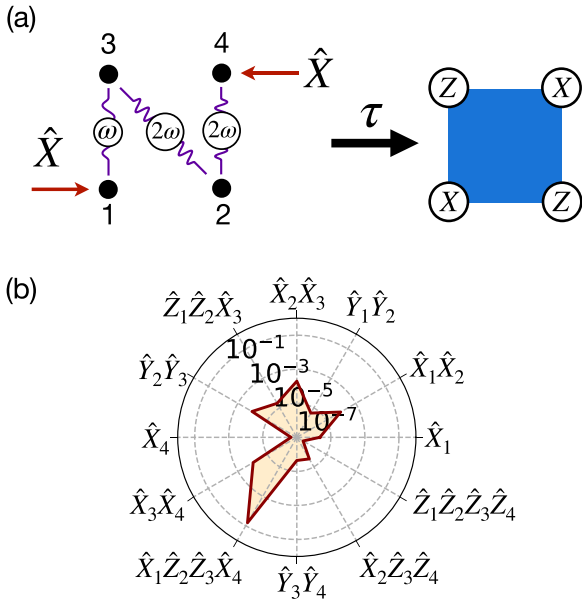 (a)
3 4
X̂
ω 2ω 2ω
X̂
1 2
τ
Z X
X Z
(b)
X̂₂X̂₃
Ẑ₁Ẑ₂X̂₃ Ŷ₁Ŷ₂
Ŷ₂Ŷ₃ X̂₁X̂₂
10⁻¹
10⁻³
10⁻⁵
10⁻⁷
X̂₄ X̂₁
X̂₃X̂₄ Ẑ₁Ẑ₂Ẑ₃Ẑ₄
X̂₁Ẑ₂Ẑ₃X̂₄ X̂₂Ẑ₃Ẑ₄
Ŷ₃Ŷ₄